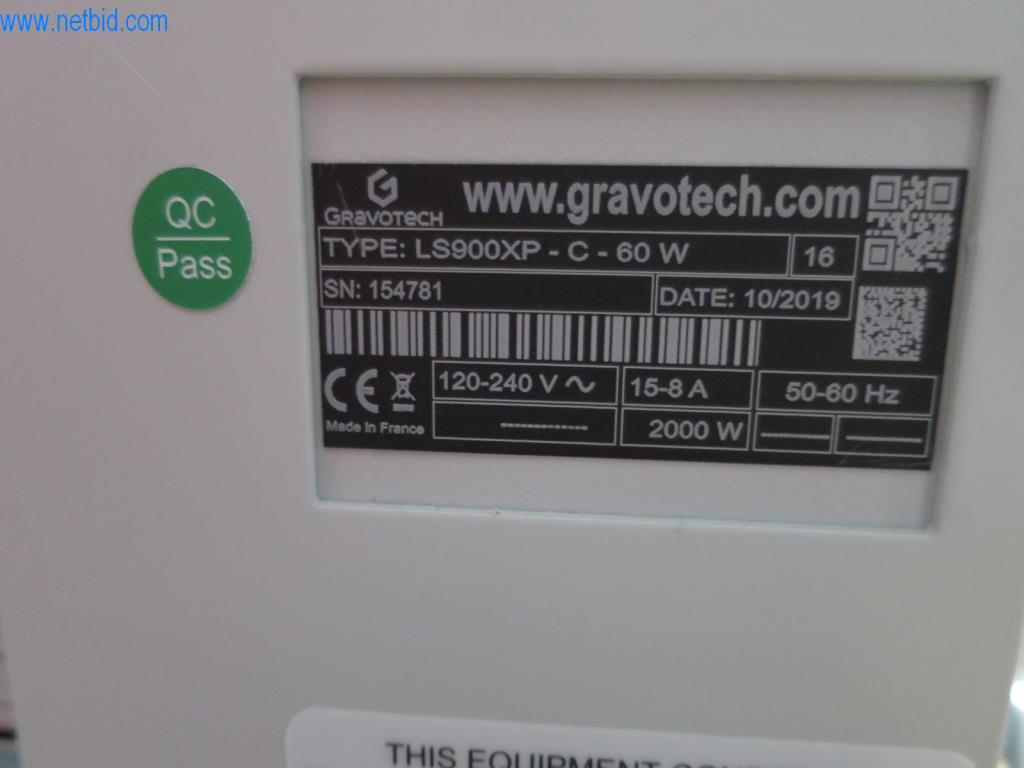 www.netbid.com
QC
Pass
GRAVOTECH
www.gravotech.com
TYPE: LS900XP - C - 60 W
16
SN: 154781
DATE: 10/2019
CE
120-240 V ~
15-8 A
50-60 Hz
Made In France
2000 W
THIS EQUIPMENT